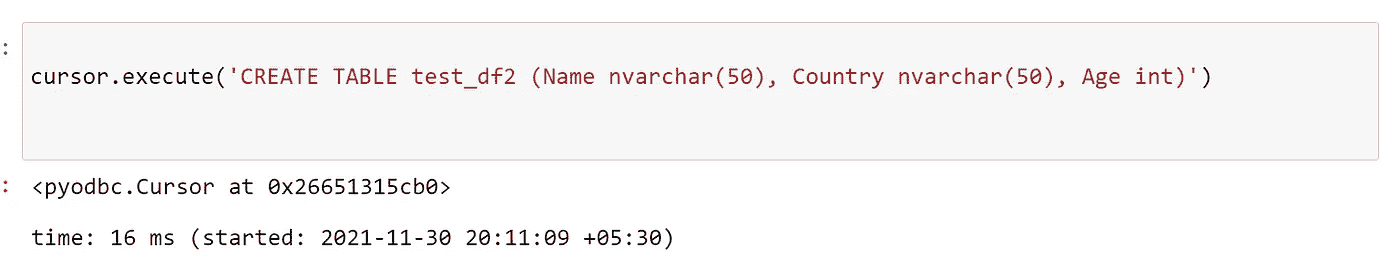 :
cursor.execute('CREATE TABLE test_df2 (Name nvarchar(50), Country nvarchar(50), Age int)')
: <pyodbc.Cursor at 0x26651315cb0>
time: 16 ms (started: 2021-11-30 20:11:09 +05:30)